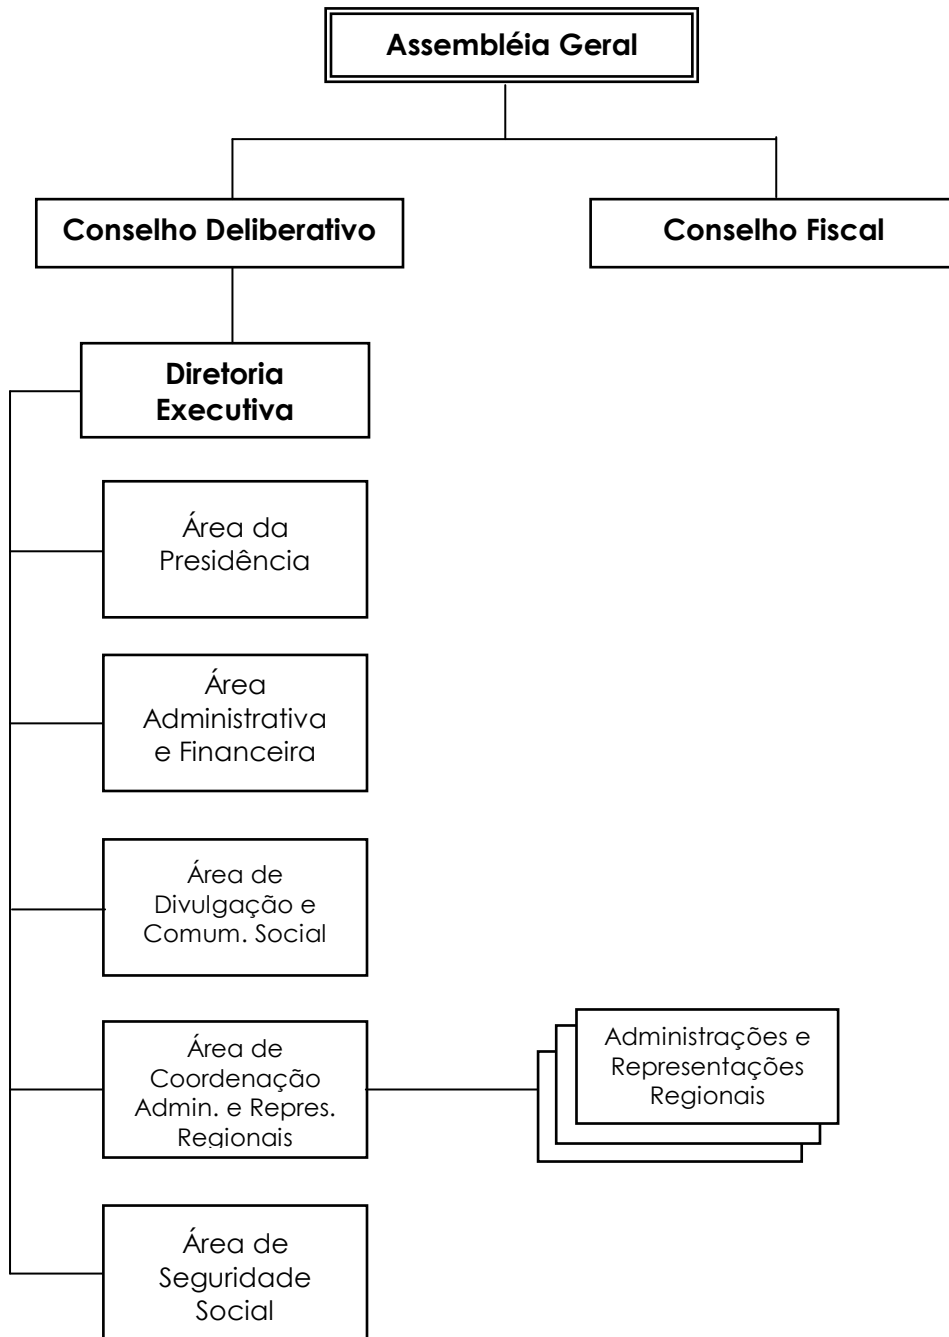 Assembléia Geral
Conselho Deliberativo
Conselho Fiscal
Diretoria
Executiva
Área da
Presidência
Área
Administrativa
e Financeira
Área de
Divulgação e
Comum. Social
Área de
Coordenação
Admin. e Repres.
Regionais
Administrações e
Representações
Regionais
Área de
Seguridade
Social